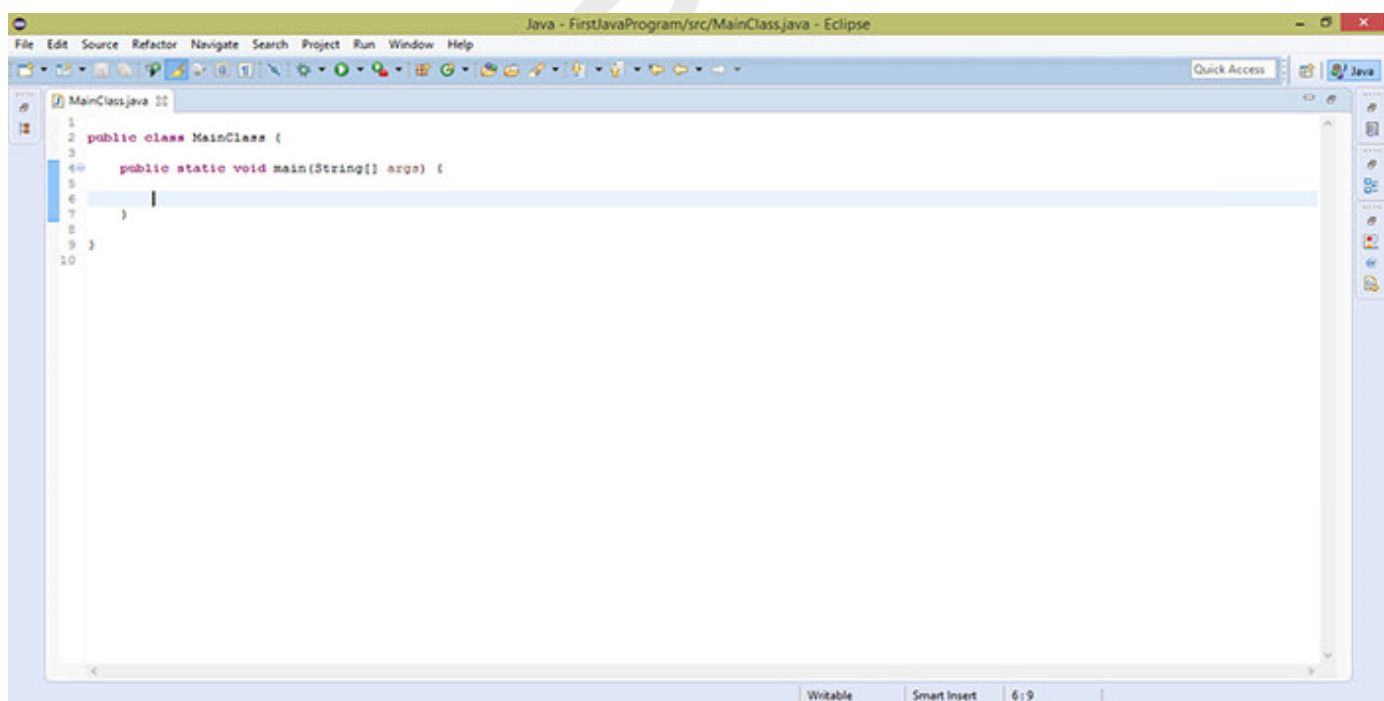 Java - FirstJavaProgram/src/MainClass.java - Eclipse
File Edit Source Refactor Navigate Search Project Run Window Help
Quick Access Java
MainClass.java
1
2 public class MainClass {
3
4 public static void main(String[] args) {
5
6
7 }
8
9 }
10
Writable Smart Insert 6:9